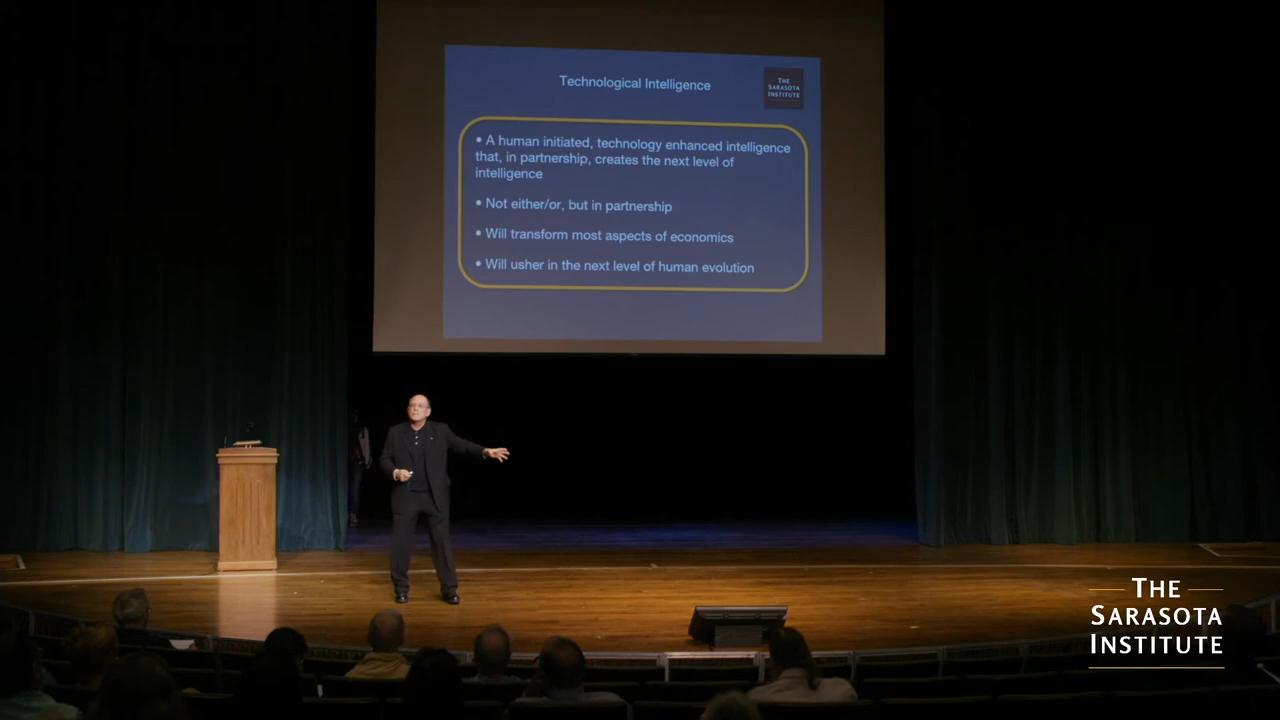 Technological Intelligence
THE
SARASOTA
INSTITUTE
• A human initiated, technology enhanced intelligence
that, in partnership, creates the next level of
intelligence
• Not either/or, but in partnership
• Will transform most aspects of economics
• Will usher in the next level of human evolution
THE
SARASOTA
INSTITUTE